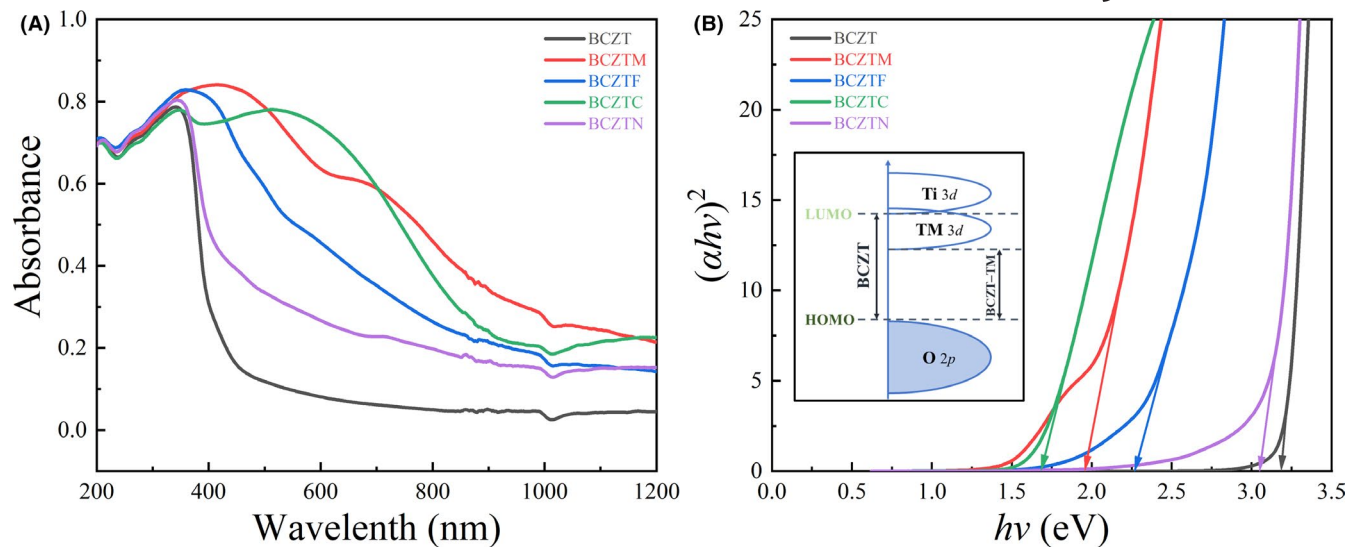 (A)
1.0
0.8
0.6
0.4
0.2
0.0
Absorbance
200
400
600
800
1000
1200
Wavelenth (nm)
BCZT
BCZTM
BCZTF
BCZTC
BCZTN
(B)
25
20
15
10
5
0
(αhν)²
0.0
0.5
1.0
1.5
2.0
2.5
3.0
3.5
hν (eV)
BCZT
BCZTM
BCZTF
BCZTC
BCZTN
Ti 3d
LUMO
TM 3d
BCZT
BCZT–TM
HOMO
O 2p